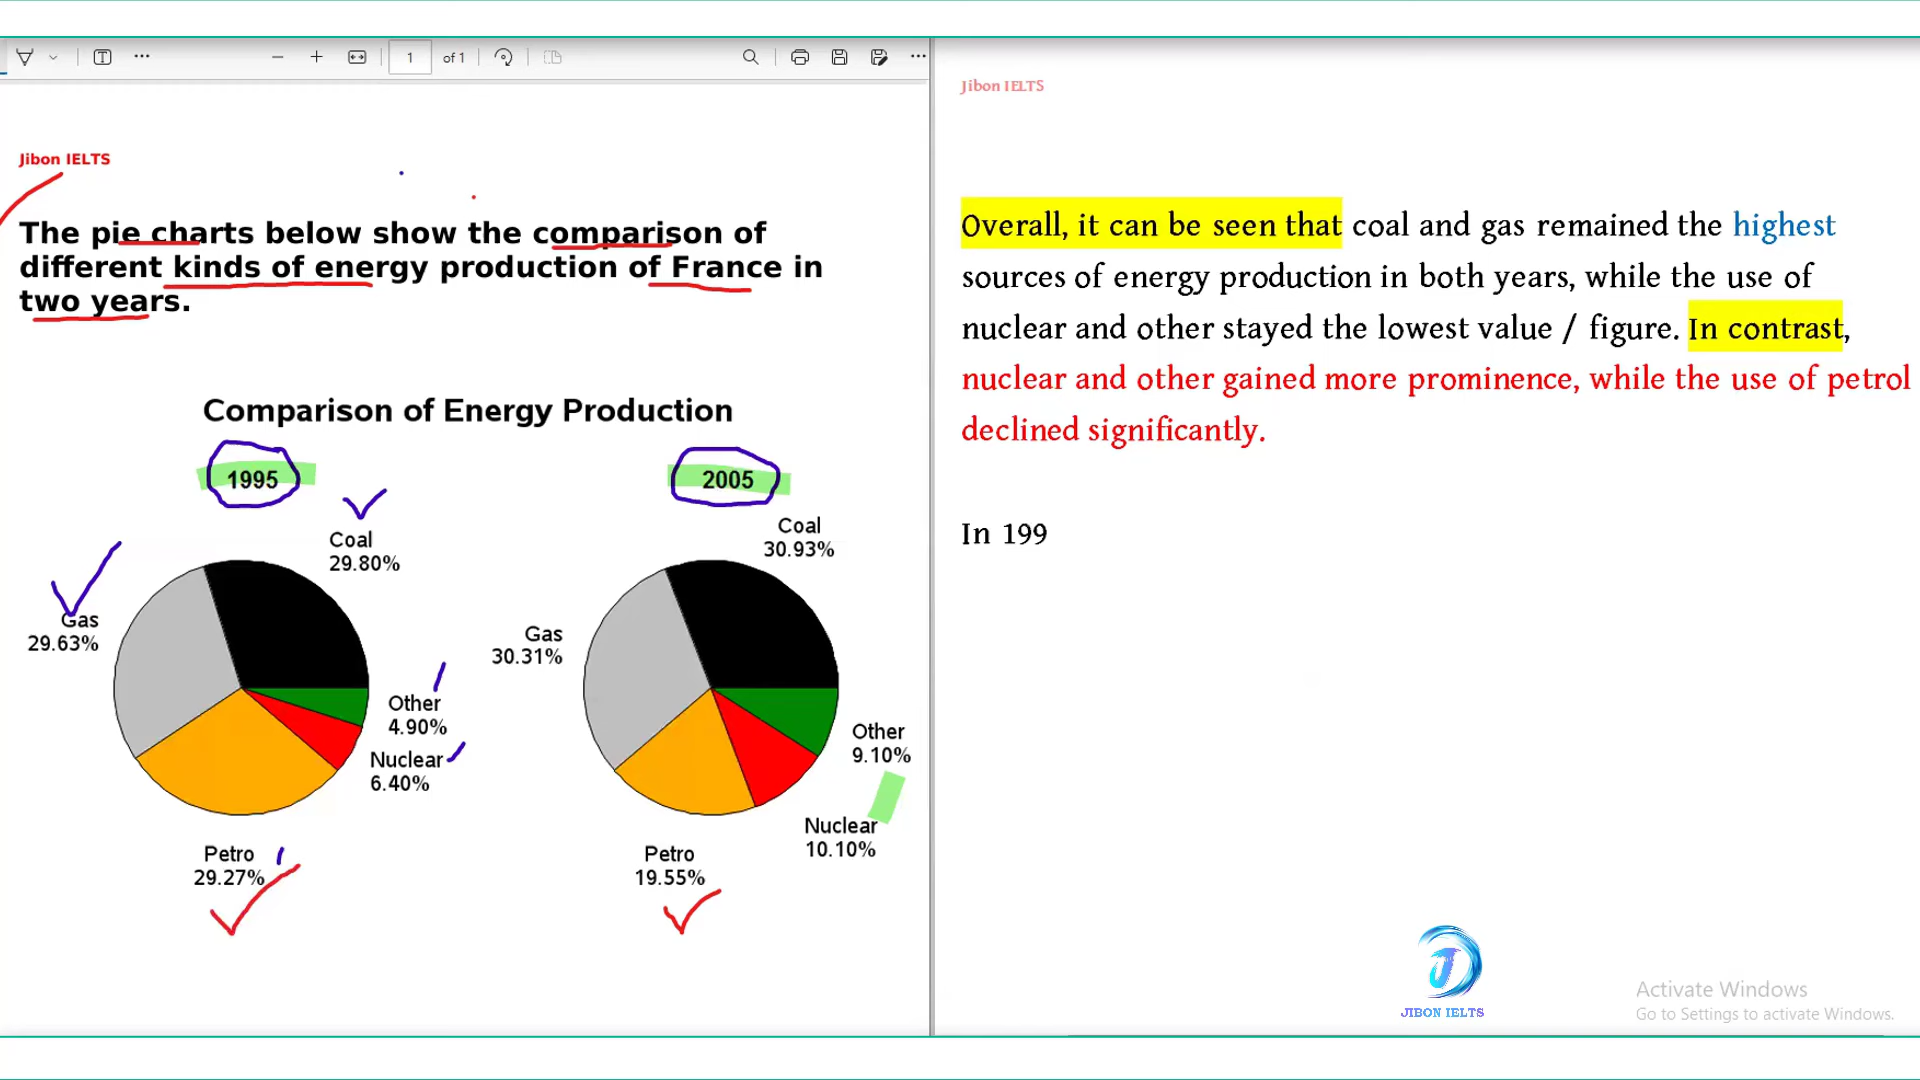 1
of 1
Jibon IELTS
The pie charts below show the comparison of
different kinds of energy production of France in
two years.
Comparison of Energy Production
1995
Coal
29.80%
Gas
29.63%
Other
4.90%
Nuclear
6.40%
Petro
29.27%
2005
Coal
30.93%
Gas
30.31%
Other
9.10%
Nuclear
10.10%
Petro
19.55%
Jibon IELTS
Overall, it can be seen that coal and gas remained the highest
sources of energy production in both years, while the use of
nuclear and other stayed the lowest value / figure. In contrast,
nuclear and other gained more prominence, while the use of petrol
declined significantly.
In 199
JIBON IELTS
Activate Windows
Go to Settings to activate Windows.